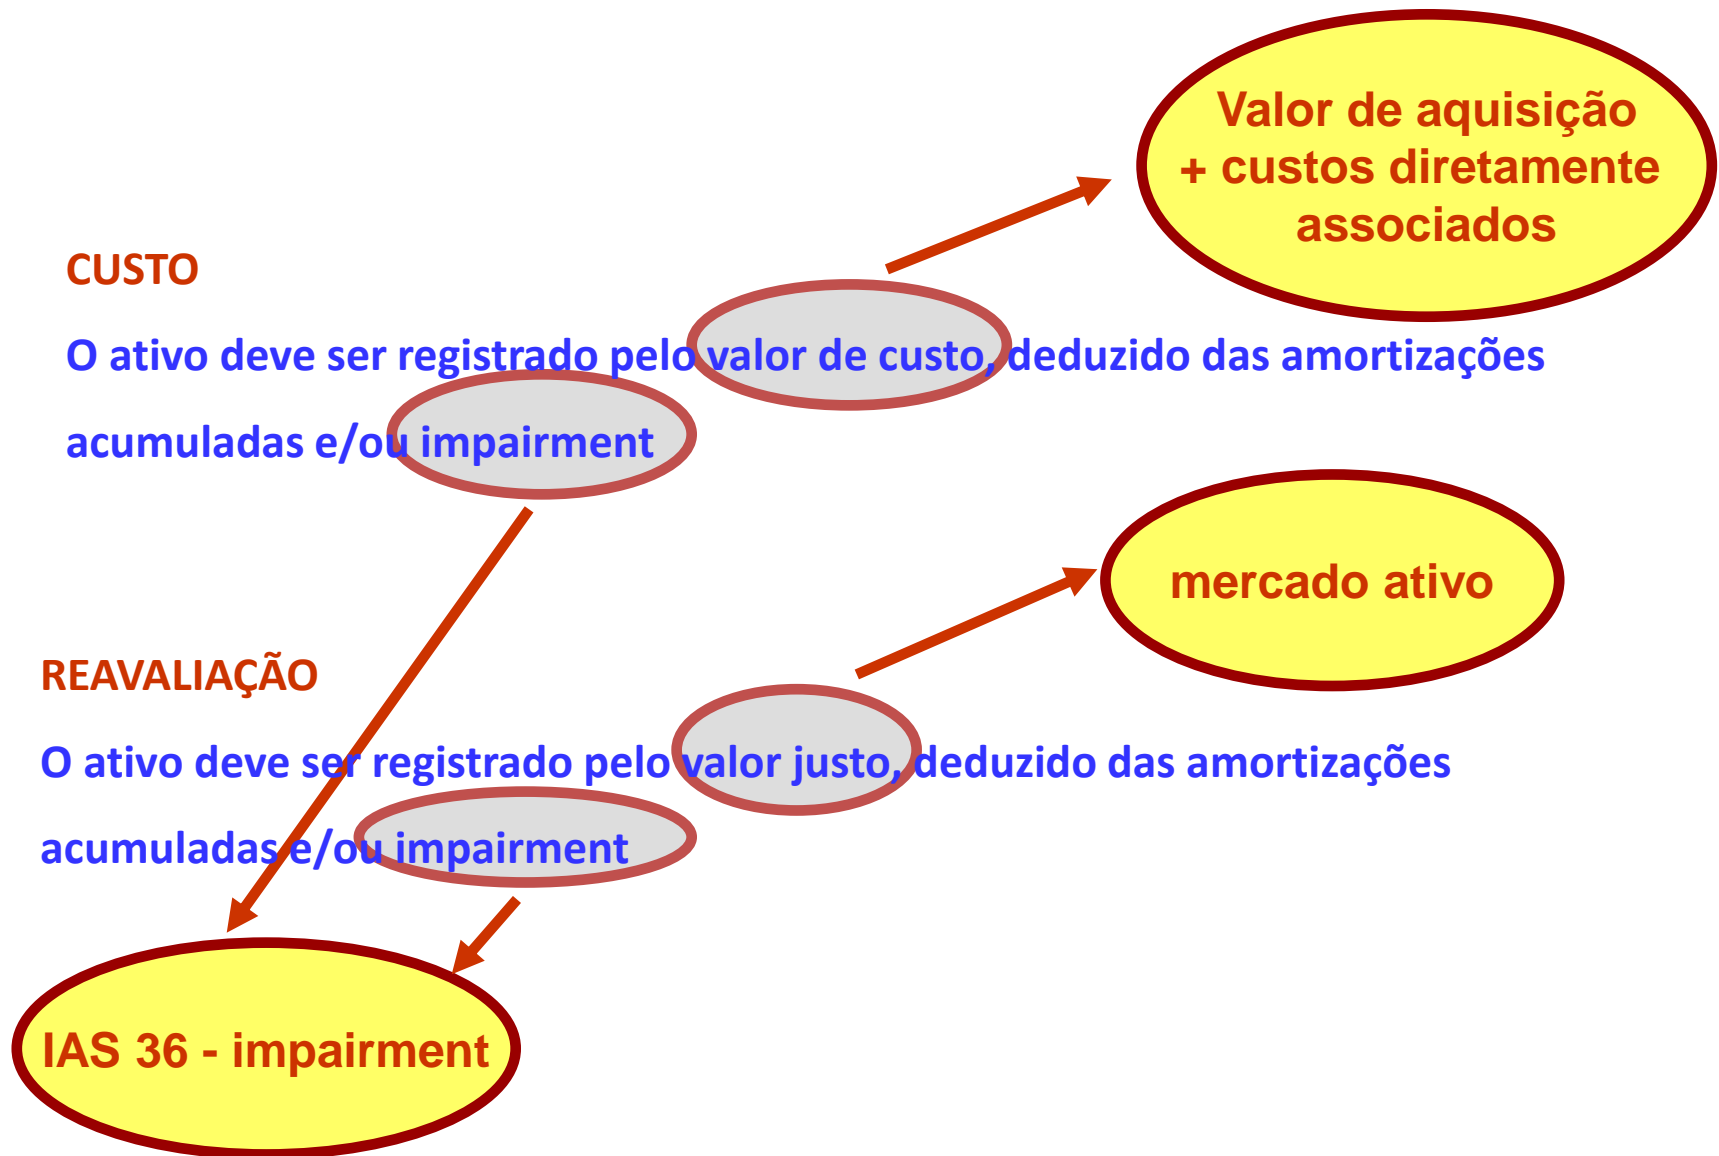 Valor de aquisição
+ custos diretamente
associados
CUSTO
O ativo deve ser registrado pelo valor de custo, deduzido das amortizações
acumuladas e/ou impairment
mercado ativo
REAVALIAÇÃO
O ativo deve ser registrado pelo valor justo, deduzido das amortizações
acumuladas e/ou impairment
IAS 36 - impairment